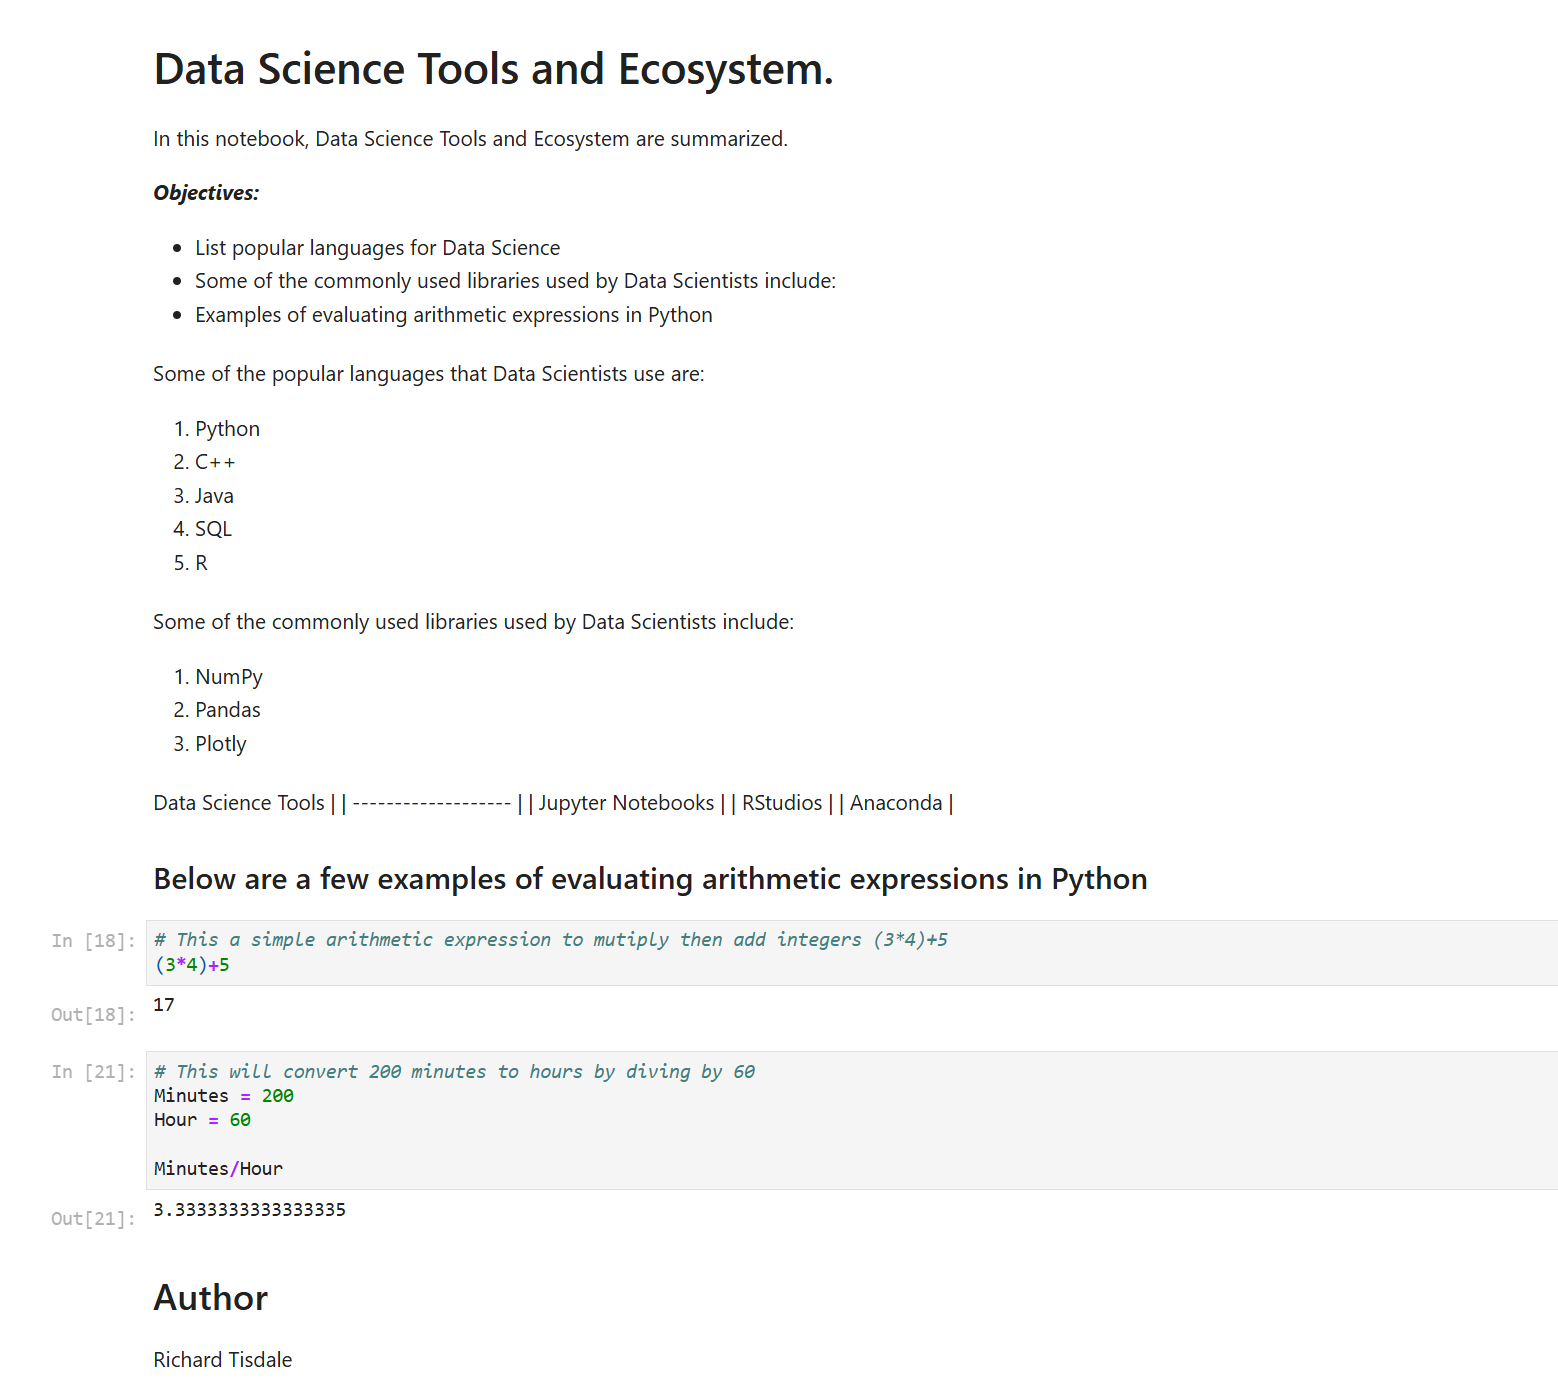 Data Science Tools and Ecosystem.
In this notebook, Data Science Tools and Ecosystem are summarized.
Objectives:
• List popular languages for Data Science
• Some of the commonly used libraries used by Data Scientists include:
• Examples of evaluating arithmetic expressions in Python
Some of the popular languages that Data Scientists use are:
1. Python
2. C++
3. Java
4. SQL
5. R
Some of the commonly used libraries used by Data Scientists include:
1. NumPy
2. Pandas
3. Plotly
Data Science Tools | | ------------------- | | Jupyter Notebooks | | RStudios | | Anaconda |
Below are a few examples of evaluating arithmetic expressions in Python
In [18]: # This a simple arithmetic expression to mutiply then add integers (3*4)+5
(3*4)+5
Out[18]: 17
In [21]: # This will convert 200 minutes to hours by diving by 60
Minutes = 200
Hour = 60
Minutes/Hour
Out[21]: 3.3333333333333335
Author
Richard Tisdale